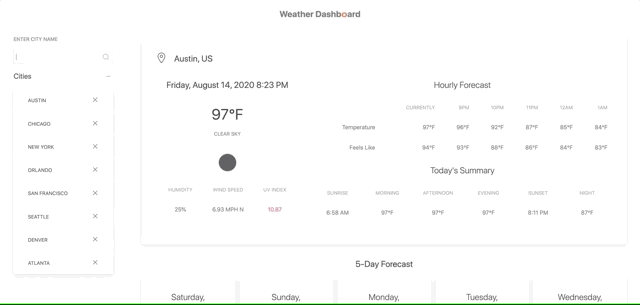 Weather Dashboard
ENTER CITY NAME
Cities
AUSTIN
CHICAGO
NEW YORK
ORLANDO
SAN FRANCISCO
SEATTLE
DENVER
ATLANTA
Austin, US
Friday, August 14, 2020 8:23 PM
97°F
CLEAR SKY
HUMIDITY WIND SPEED UV INDEX
25% 6.93 MPH N 10.87
Hourly Forecast
CURRENTLY 9PM 10PM 11PM 12AM 1AM
Temperature 97°F 96°F 92°F 87°F 85°F 84°F
Feels Like 94°F 93°F 88°F 86°F 84°F 83°F
Today's Summary
SUNRISE MORNING AFTERNOON EVENING SUNSET NIGHT
6:58 AM 97°F 97°F 97°F 8:11 PM 87°F
5-Day Forecast
Saturday, Sunday, Monday, Tuesday, Wednesday,